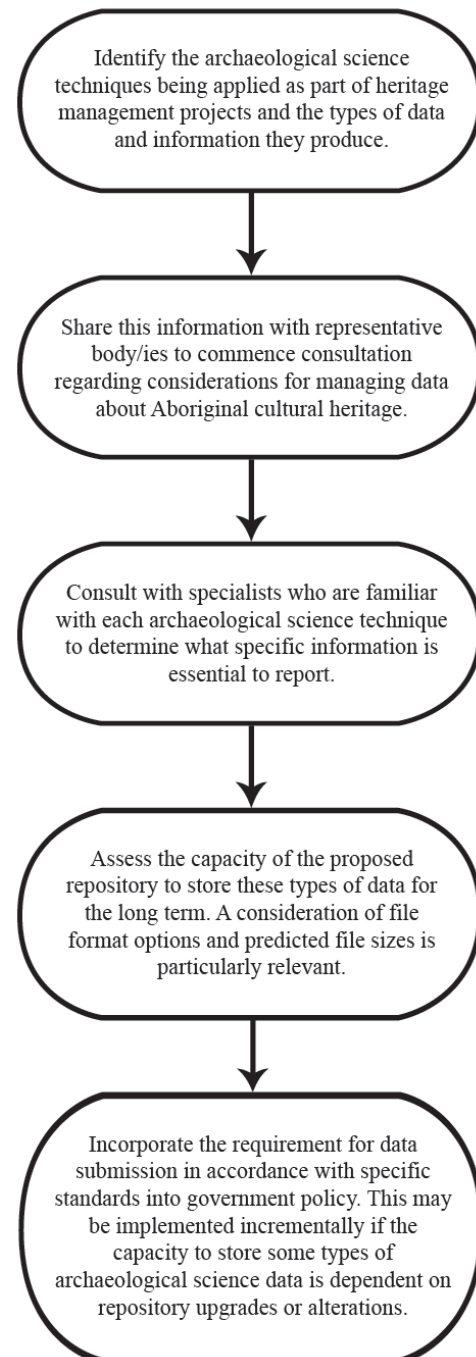 Identify the archaeological science
techniques being applied as part of heritage
management projects and the types of data
and information they produce.
Share this information with representative
body/ies to commence consultation
regarding considerations for managing data
about Aboriginal cultural heritage.
Consult with specialists who are familiar
with each archaeological science technique
to determine what specific information is
essential to report.
Assess the capacity of the proposed
repository to store these types of data for
the long term. A consideration of file
format options and predicted file sizes is
particularly relevant.
Incorporate the requirement for data
submission in accordance with specific
standards into government policy. This may
be implemented incrementally if the
capacity to store some types of
archaeological science data is dependent on
repository upgrades or alterations.